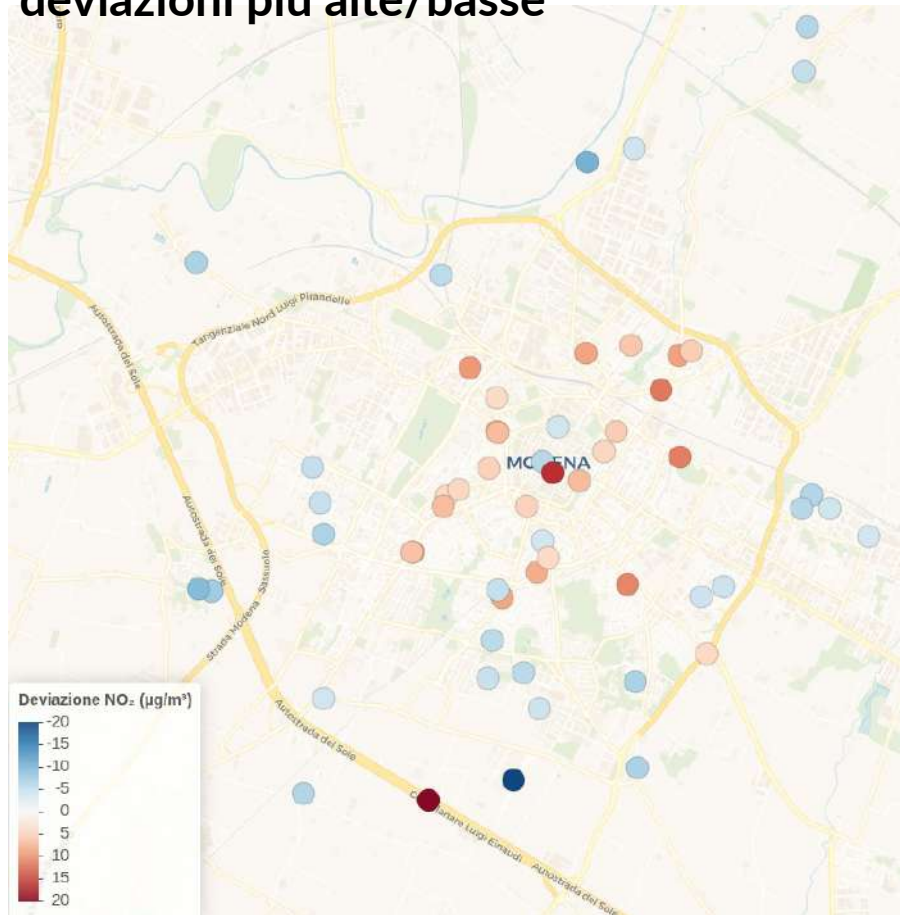 deviazioni più alte/basse
Tangenziale Nord Luigi Pirandello
Autostrada del Sole
MODENA
Autostrada del Sole
Strada Modena - Sassuolo
Deviazione NO₂ (µg/m³)
-20
-15
-10
-5
0
5
10
15
20
Autostrada del Sole
Luigi Einaudi
Autostrada del Sole